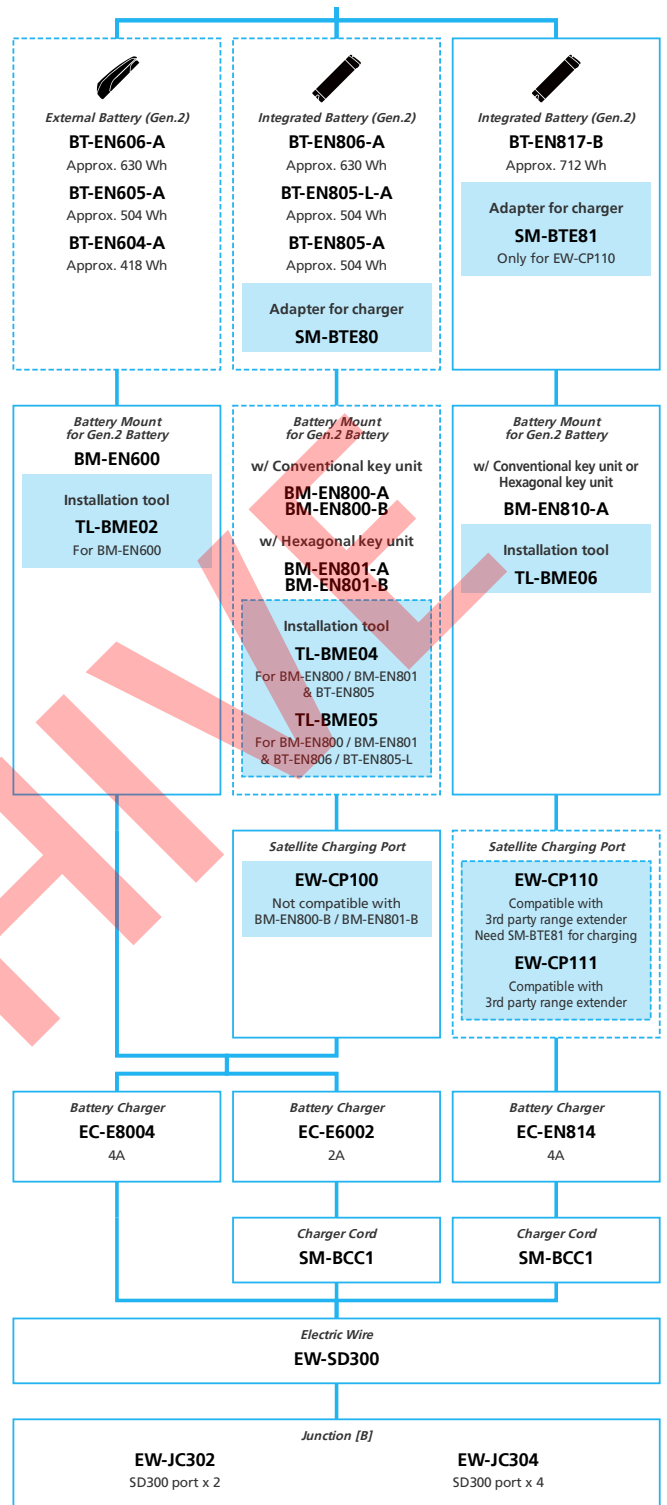 External Battery (Gen.2)
BT-EN606-A
Approx. 630 Wh
BT-EN605-A
Approx. 504 Wh
BT-EN604-A
Approx. 418 Wh
Integrated Battery (Gen.2)
BT-EN806-A
Approx. 630 Wh
BT-EN805-L-A
Approx. 504 Wh
BT-EN805-A
Approx. 504 Wh
Adapter for charger
SM-BTE80
Integrated Battery (Gen.2)
BT-EN817-B
Approx. 712 Wh
Adapter for charger
SM-BTE81
Only for EW-CP110
Battery Mount
for Gen.2 Battery
BM-EN600
Installation tool
TL-BME02
For BM-EN600
Battery Mount
for Gen.2 Battery
w/ Conventional key unit
BM-EN800-A
BM-EN800-B
w/ Hexagonal key unit
BM-EN801-A
BM-EN801-B
Installation tool
TL-BME04
For BM-EN800 / BM-EN801
& BT-EN805
TL-BME05
For BM-EN800 / BM-EN801
& BT-EN806 / BT-EN805-L
Battery Mount
for Gen.2 Battery
w/ Conventional key unit or
Hexagonal key unit
BM-EN810-A
Installation tool
TL-BME06
Satellite Charging Port
EW-CP100
Not compatible with
BM-EN800-B / BM-EN801-B
Satellite Charging Port
EW-CP110
Compatible with
3rd party range extender
Need SM-BTE81 for charging
EW-CP111
Compatible with
3rd party range extender
Battery Charger
EC-E8004
4A
Battery Charger
EC-E6002
2A
Battery Charger
EC-EN814
4A
Charger Cord
SM-BCC1
Charger Cord
SM-BCC1
Electric Wire
EW-SD300
Junction [B]
EW-JC302
SD300 port x 2
EW-JC304
SD300 port x 4
HIVE